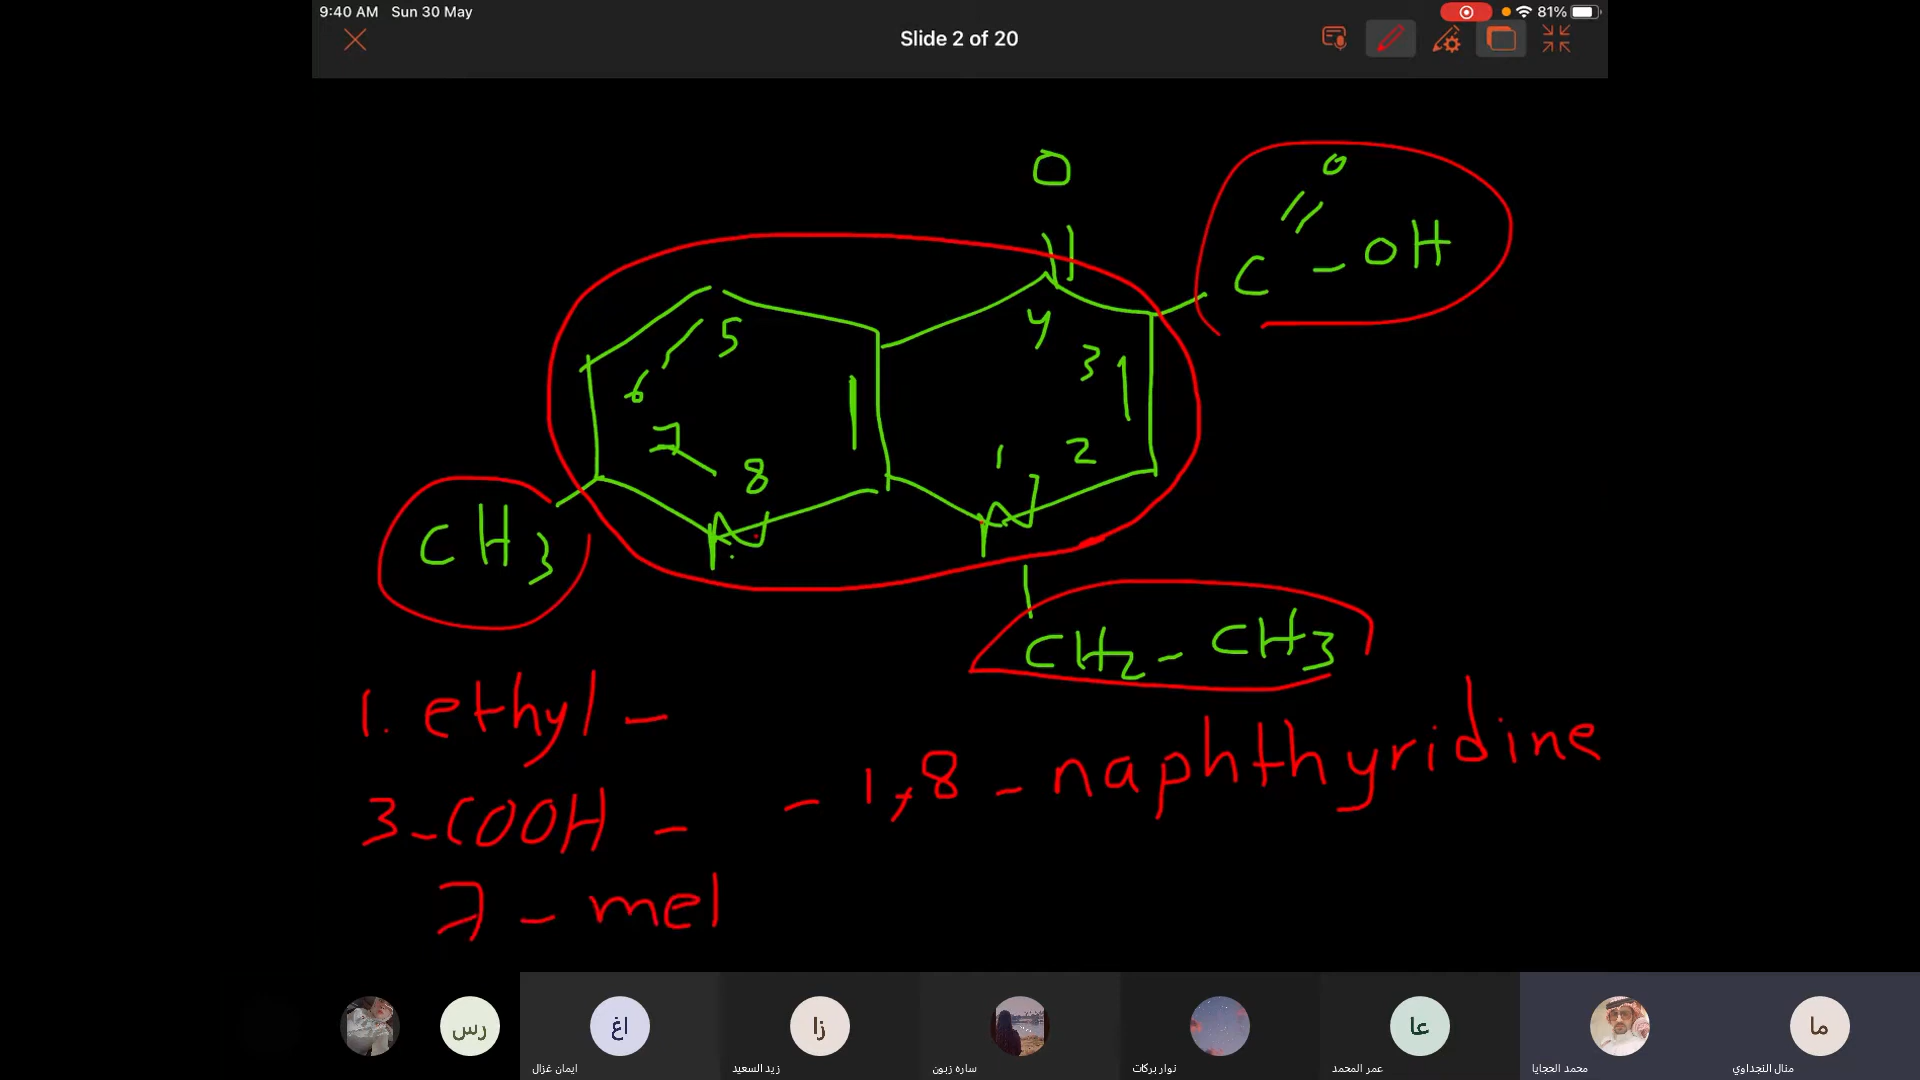 9:40 AM Sun 30 May
81%
Slide 2 of 20
O
O
C - OH
5
4
6
3
7
8
1
2
N
N
CH3
CH2 - CH3
1. ethyl -
3-COOH - - 1,8 - naphthyridine
7 - mel
رس
اغ
زا
عا
ما
ايمان غزال
زيد السعيد
ساره زبون
نوار بركات
عمر المحمد
محمد الحجايا
منال النجداوي